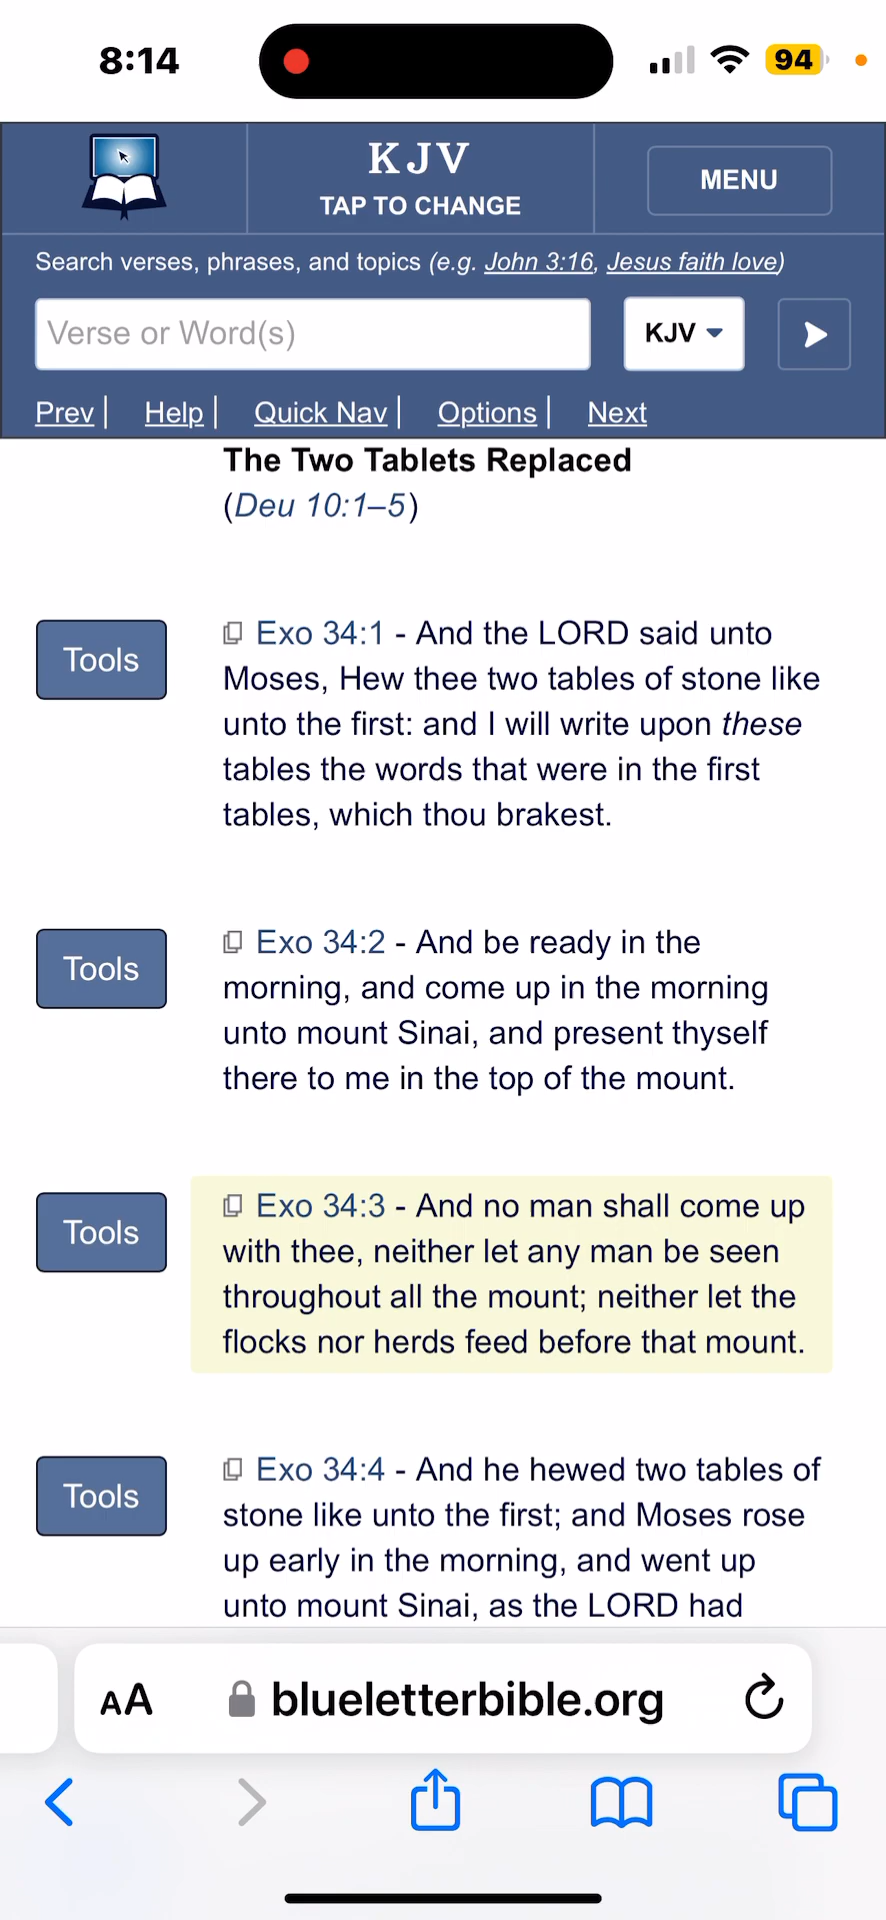 8:14
94
KJV
TAP TO CHANGE
MENU
Search verses, phrases, and topics (e.g. John 3:16, Jesus faith love)
Verse or Word(s)
KJV
Prev | Help | Quick Nav | Options | Next
The Two Tablets Replaced
(Deu 10:1–5)
Tools
Exo 34:1 - And the LORD said unto
Moses, Hew thee two tables of stone like
unto the first: and I will write upon these
tables the words that were in the first
tables, which thou brakest.
Tools
Exo 34:2 - And be ready in the
morning, and come up in the morning
unto mount Sinai, and present thyself
there to me in the top of the mount.
Tools
Exo 34:3 - And no man shall come up
with thee, neither let any man be seen
throughout all the mount; neither let the
flocks nor herds feed before that mount.
Tools
Exo 34:4 - And he hewed two tables of
stone like unto the first; and Moses rose
up early in the morning, and went up
unto mount Sinai, as the LORD had
AA blueletterbible.org